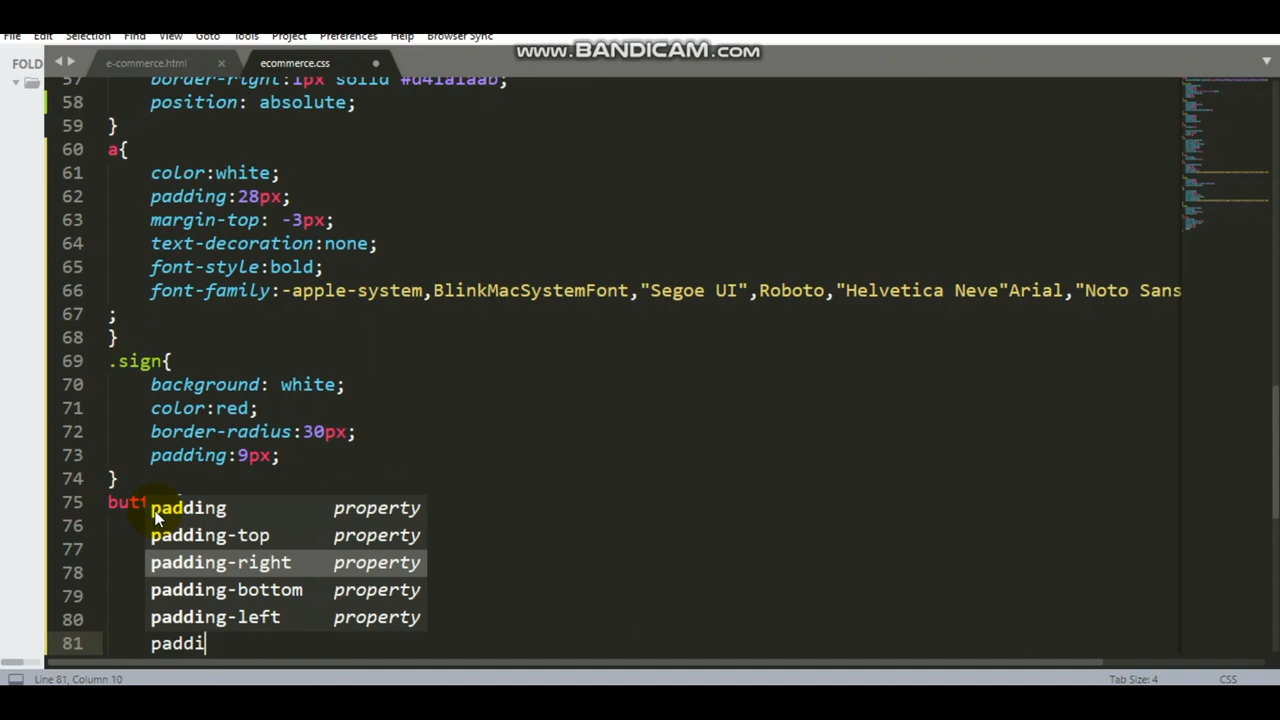 File Edit Selection Find View Goto Tools Project Preferences Help Browser Sync
www.BANDICAM.com
FOLD
e-commerce.html ×
ecommerce.css
57 border-right:1px solid #d41a1aab;
58 position: absolute;
59 }
60 a{
61 color:white;
62 padding:28px;
63 margin-top: -3px;
64 text-decoration:none;
65 font-style:bold;
66 font-family:-apple-system,BlinkMacSystemFont,"Segoe UI",Roboto,"Helvetica Neve"Arial,"Noto Sans
67 ;
68 }
69 .sign{
70 background: white;
71 color:red;
72 border-radius:30px;
73 padding:9px;
74 }
75 butt
padding property
76
padding-top property
77
padding-right property
78
padding-bottom property
79
padding-left property
80
81 paddi
Line 81, Column 10
Tab Size: 4
CSS